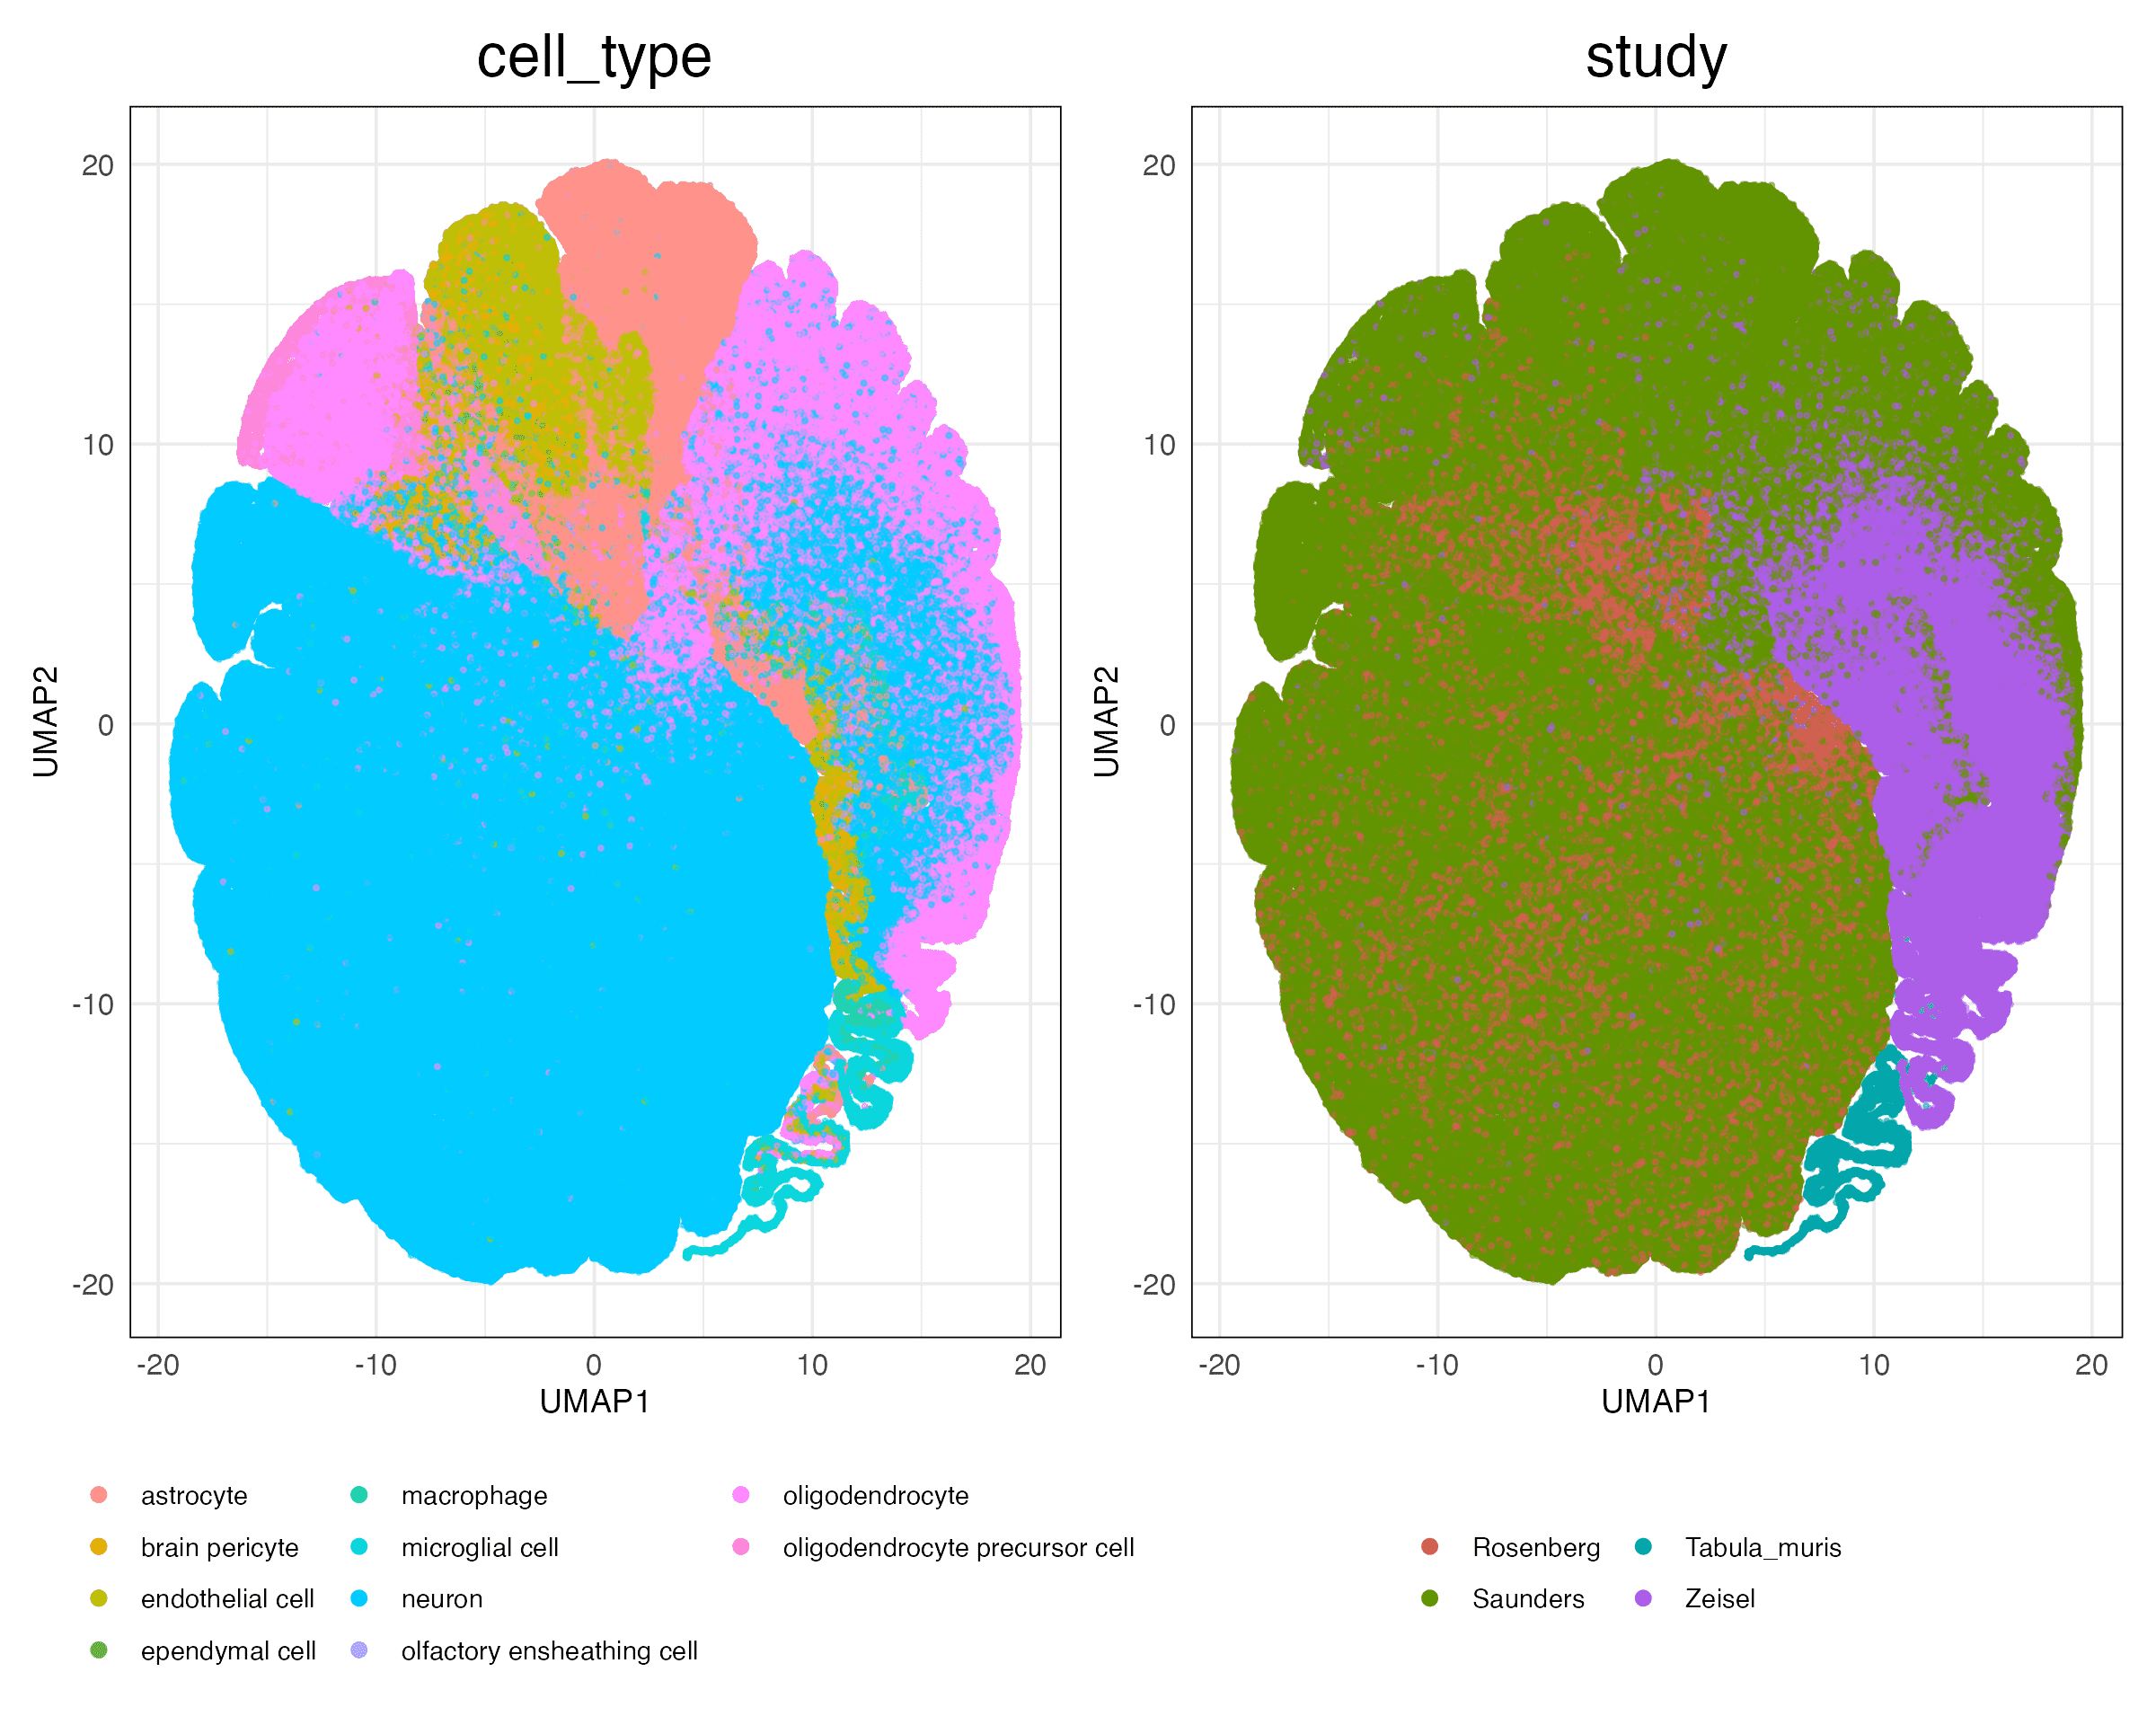 cell_type
study
20
10
0
-10
-20
UMAP2
-20 -10 0 10 20
UMAP1
20
10
0
-10
-20
UMAP2
-20 -10 0 10 20
UMAP1
astrocyte macrophage oligodendrocyte
brain pericyte microglial cell oligodendrocyte precursor cell
endothelial cell neuron
ependymal cell olfactory ensheathing cell
Rosenberg Tabula_muris
Saunders Zeisel